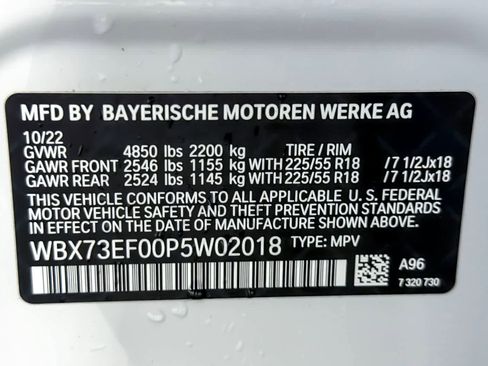 MFD BY BAYERISCHE MOTOREN WERKE AG
10/22
GVWR 4850 lbs 2200 kg TIRE / RIM
GAWR FRONT 2546 lbs 1155 kg WITH 225/55 R18 /7 1/2Jx18
GAWR REAR 2524 lbs 1145 kg WITH 225/55 R18 /7 1/2Jx18
THIS VEHICLE CONFORMS TO ALL APPLICABLE U. S. FEDERAL
MOTOR VEHICLE SAFETY AND THEFT PREVENTION STANDARDS
IN EFFECT ON THE DATE OF MANUFACTURE SHOWN ABOVE.
WBX73EF00P5W02018 TYPE: MPV
A96
7 320 730